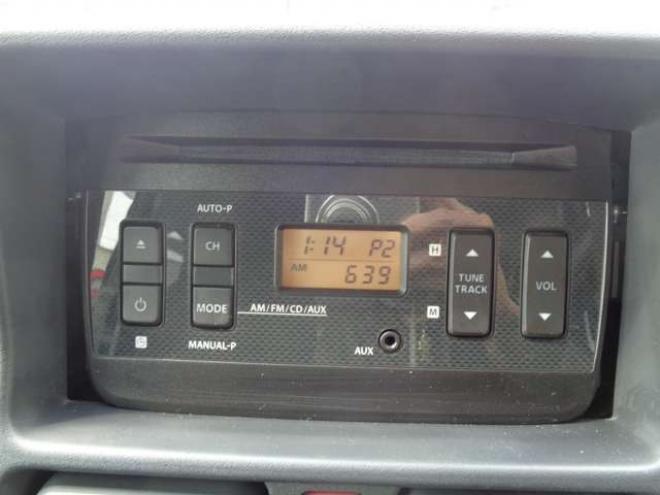 AUTO-P
CH
MODE
MANUAL-P
AM/FM/CD/AUX
1:14 P2
AM 639
AUX
H
M
TUNE
TRACK
VOL